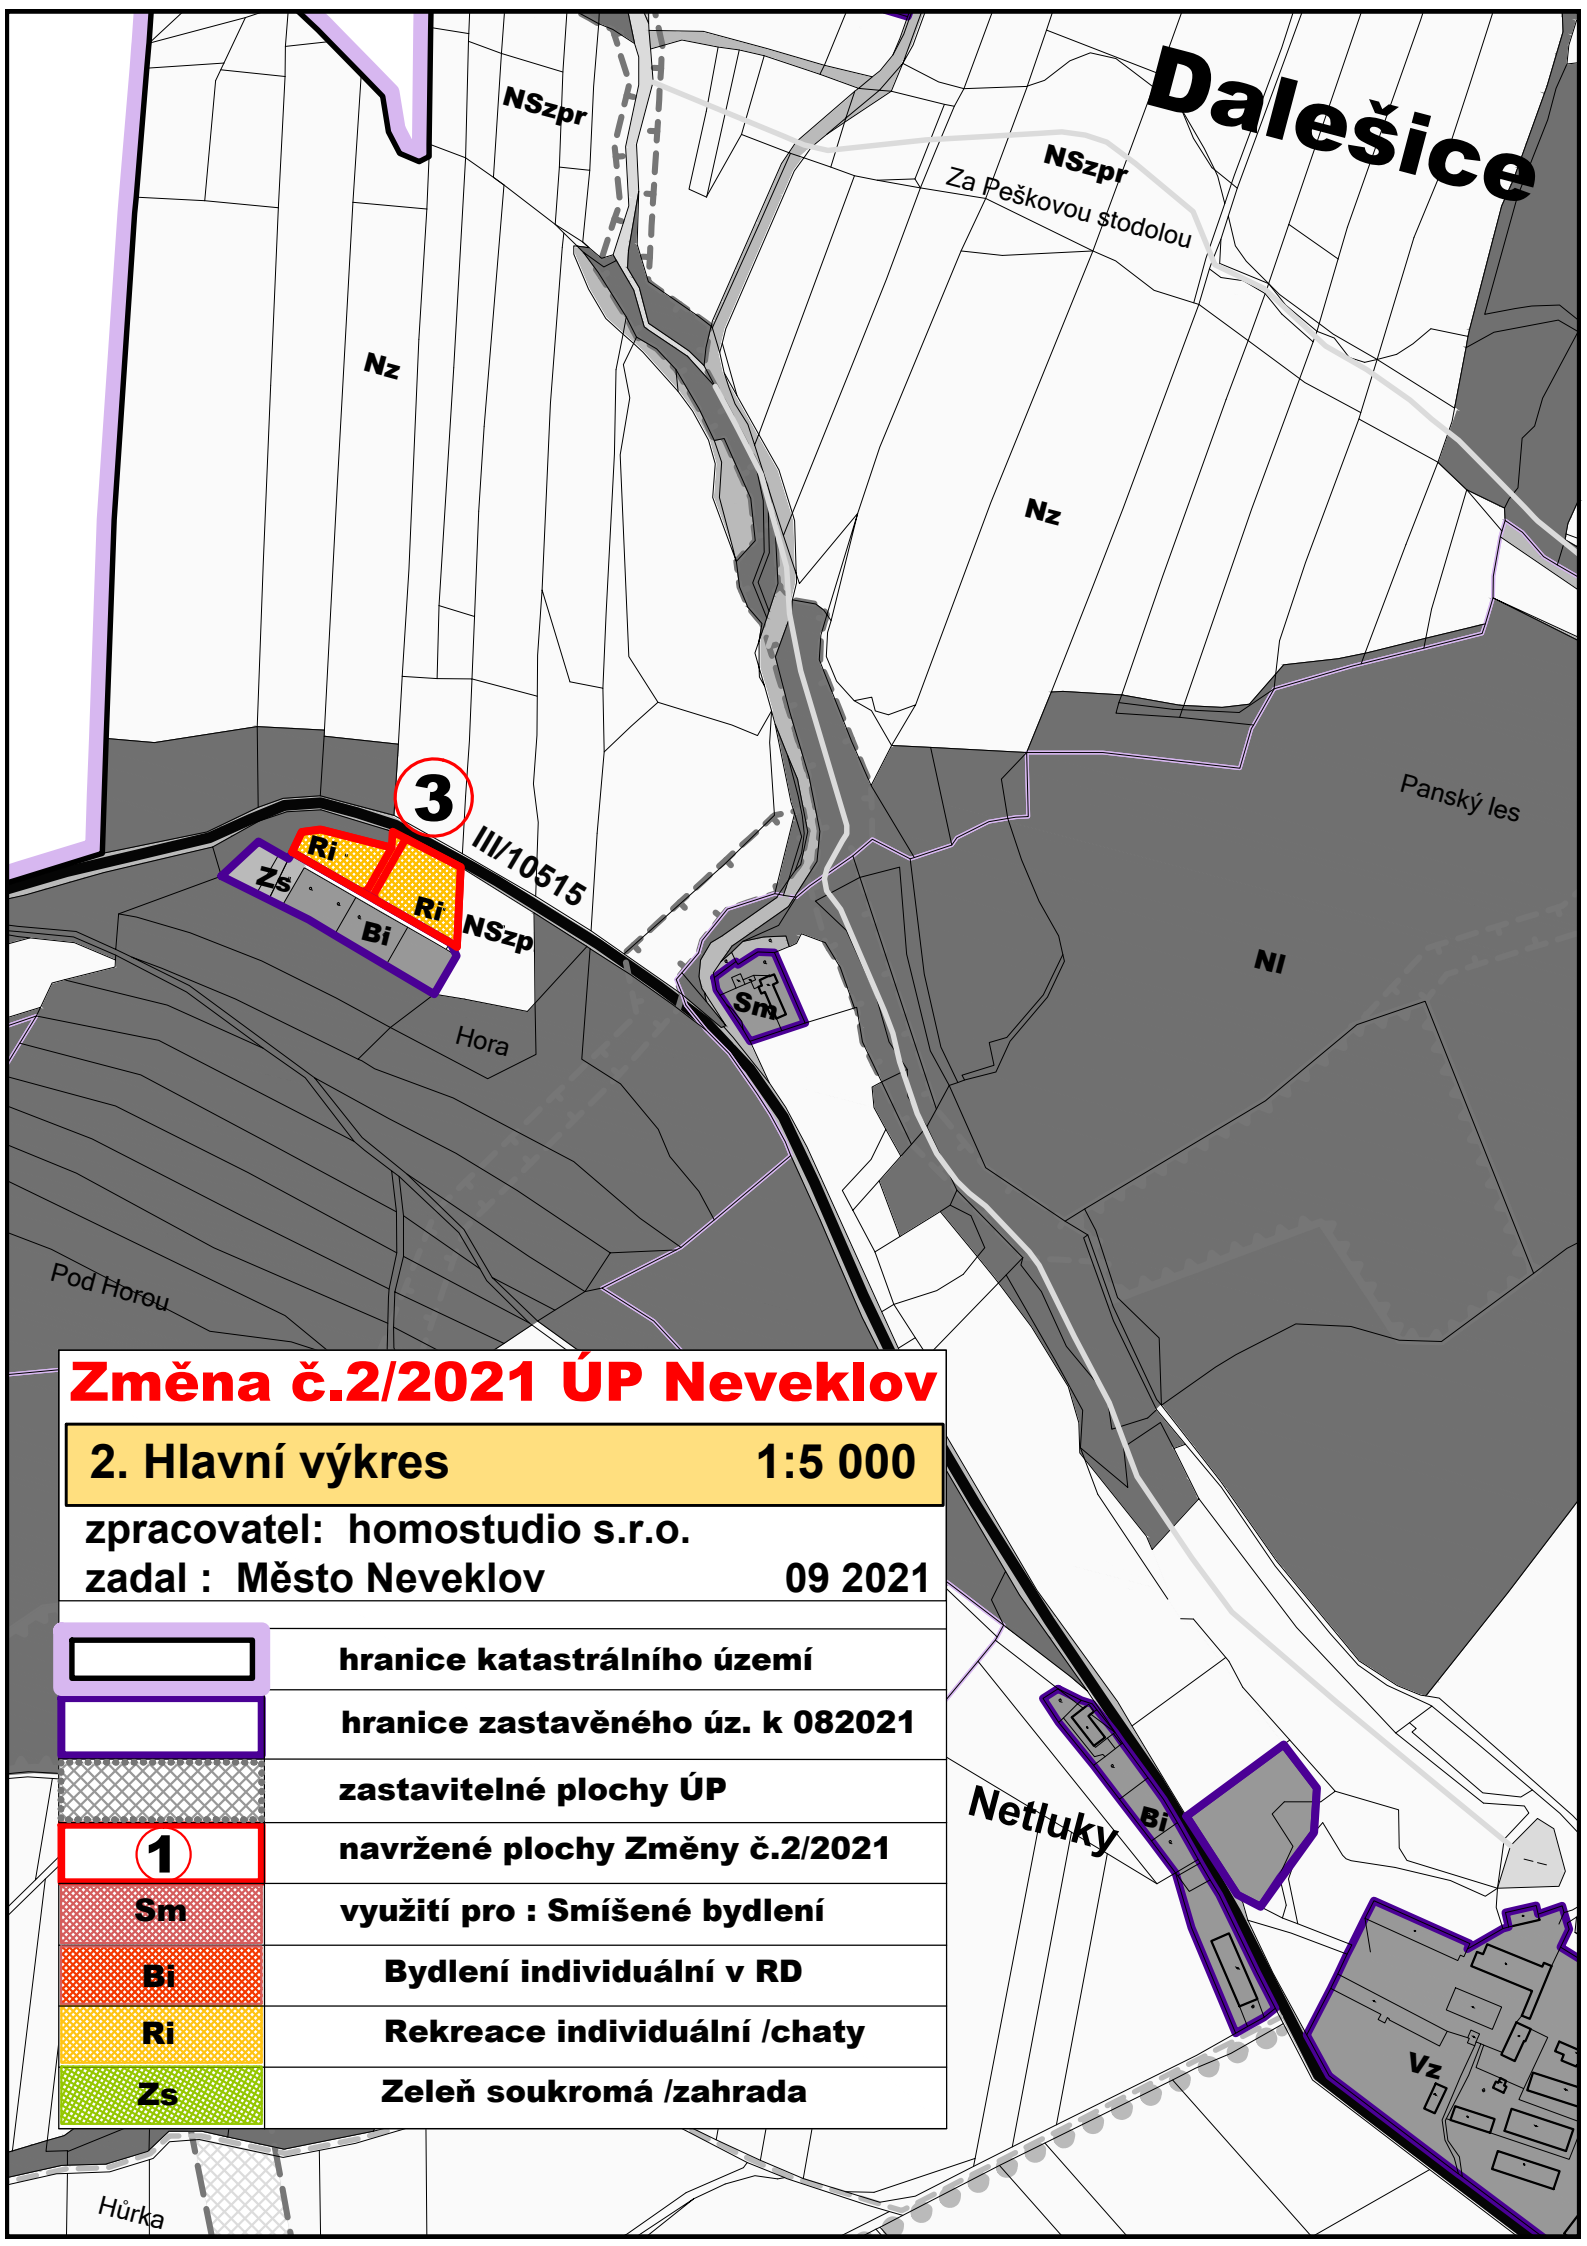 Dalešice
NSzpr
NSzpr
Za Peškovou stodolou
Nz
Nz
Panský les
3
III/10515
Ri
Zs
Ri
Bi
NSzp
Nl
Sm
Hora
Pod Horou
Změna č.2/2021 ÚP Neveklov
2. Hlavní výkres 1:5 000
zpracovatel: homostudio s.r.o.
zadal : Město Neveklov 09 2021
hranice katastrálního území
hranice zastavěného úz. k 082021
zastavitelné plochy ÚP
1 navržené plochy Změny č.2/2021
Sm využití pro : Smíšené bydlení
Bi Bydlení individuální v RD
Ri Rekreace individuální /chaty
Zs Zeleň soukromá /zahrada
Netluky
Bi
Vz
Hůrka